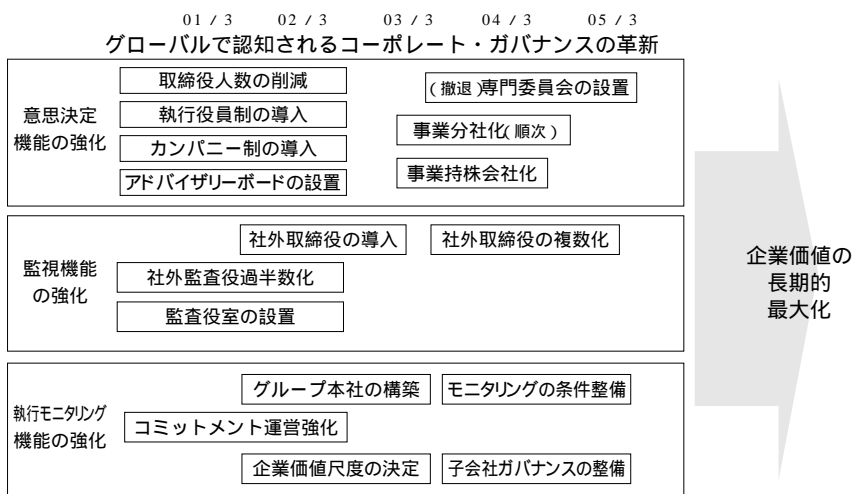 01/3 02/3 03/3 04/3 05/3
グローバルで認知されるコーポレート・ガバナンスの革新
意思決定
機能の強化
取締役人数の削減
執行役員制の導入
カンパニー制の導入
アドバイザリーボードの設置
(撤退)専門委員会の設置
事業分社化(順次)
事業持株会社化
監視機能
の強化
社外取締役の導入
社外取締役の複数化
社外監査役過半数化
監査役室の設置
執行モニタリング
機能の強化
グループ本社の構築
モニタリングの条件整備
コミットメント運営強化
企業価値尺度の決定
子会社ガバナンスの整備
企業価値の
長期的
最大化